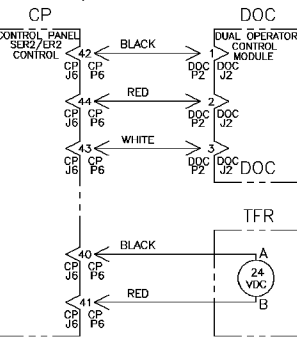 CP
DOC
CONTROL PANEL
SER2/ER2
CONTROL
DUAL OPERATOR
CONTROL
MODULE
42
BLACK
1
CP
J6
CP
P6
DOC
P2
DOC
J2
44
RED
2
CP
J6
CP
P6
DOC
P2
DOC
J2
43
WHITE
3
CP
J6
CP
P6
DOC
P2
DOC
J2
DOC
TFR
40
BLACK
A
CP
J6
CP
P6
24
VDC
41
RED
B
CP
J6
CP
P6